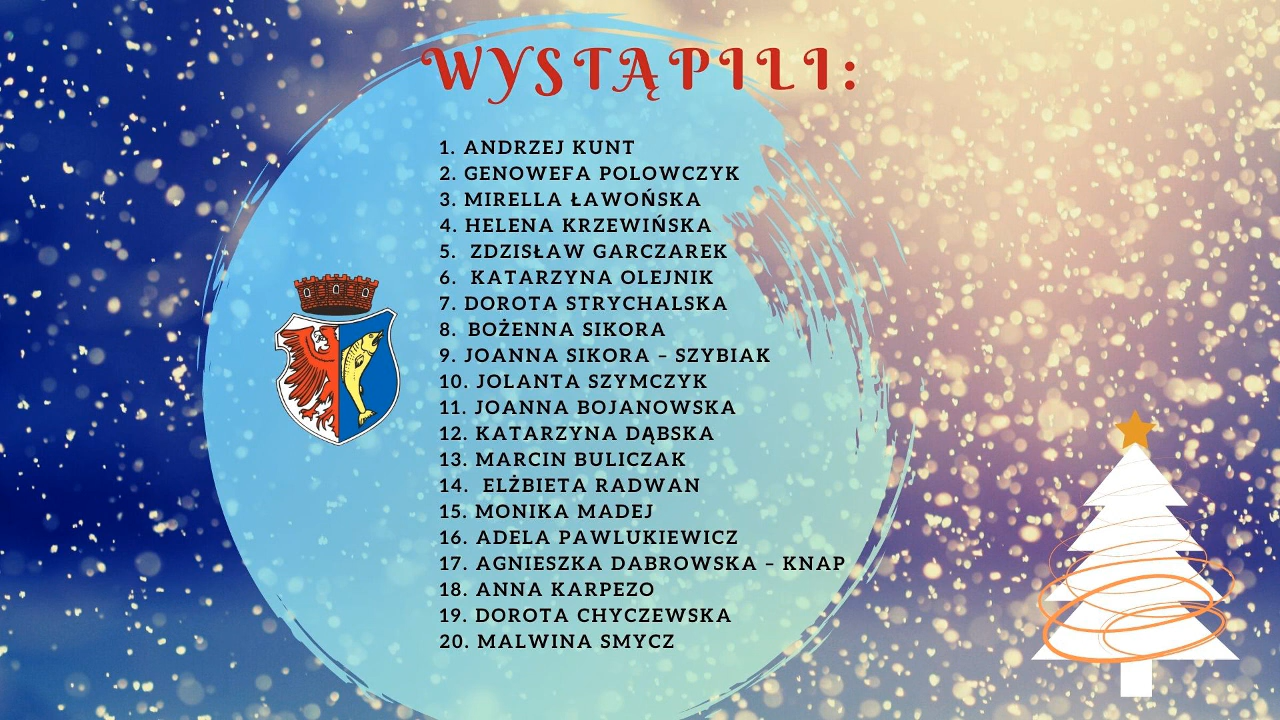 WYSTĄPILI:
1. ANDRZEJ KUNT
2. GENOWEFA POLOWCZYK
3. MIRELLA ŁAWOŃSKA
4. HELENA KRZEWIŃSKA
5. ZDZISŁAW GARCZAREK
6. KATARZYNA OLEJNIK
7. DOROTA STRYCHALSKA
8. BOŻENNA SIKORA
9. JOANNA SIKORA – SZYBIAK
10. JOLANTA SZYMCZYK
11. JOANNA BOJANOWSKA
12. KATARZYNA DĄBSKA
13. MARCIN BULICZAK
14. ELŻBIETA RADWAN
15. MONIKA MADEJ
16. ADELA PAWLUKIEWICZ
17. AGNIESZKA DABROWSKA – KNAP
18. ANNA KARPEZO
19. DOROTA CHYCZEWSKA
20. MALWINA SMYCZ